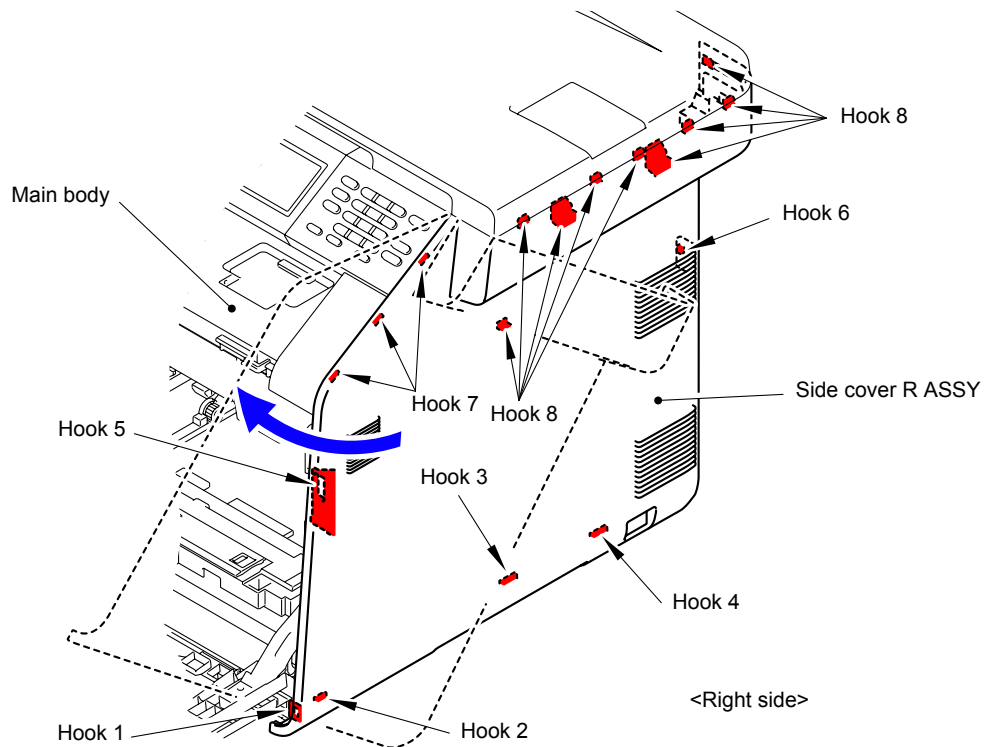 Hook 8
Main body
Hook 6
Side cover R ASSY
Hook 7
Hook 8
Hook 5
Hook 3
Hook 4
<Right side>
Hook 1
Hook 2